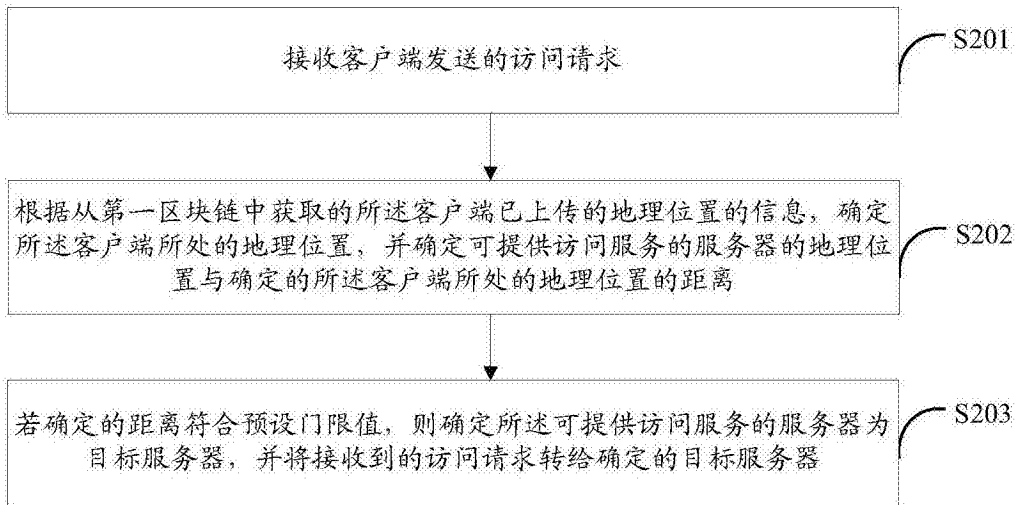 接收客户端发送的访问请求
S201
根据从第一区块链中获取的所述客户端已上传的地理位置的信息，确定
所述客户端所处的地理位置，并确定可提供访问服务的服务器的地理位
置与确定的所述客户端所处的地理位置的距离
S202
若确定的距离符合预设门限值，则确定所述可提供访问服务的服务器为
目标服务器，并将接收到的访问请求转给确定的目标服务器
S203